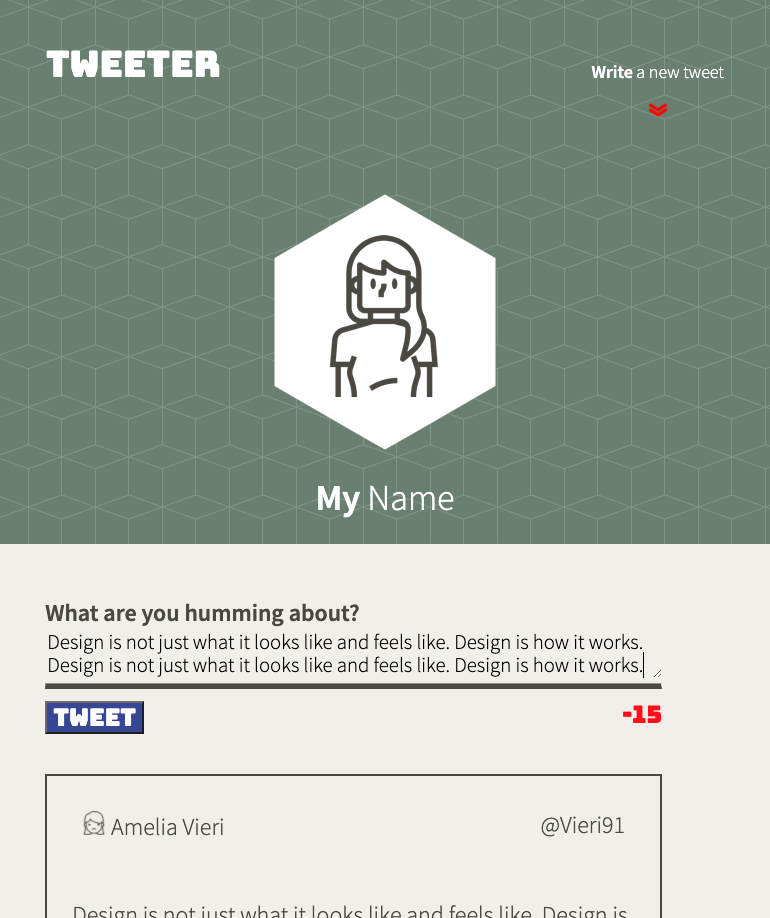 TWEETER
Write a new tweet
My Name
What are you humming about?
Design is not just what it looks like and feels like. Design is how it works.
Design is not just what it looks like and feels like. Design is how it works.
TWEET
-15
Amelia Vieri
@Vieri91
Design is not just what it looks like and feels like. Design is